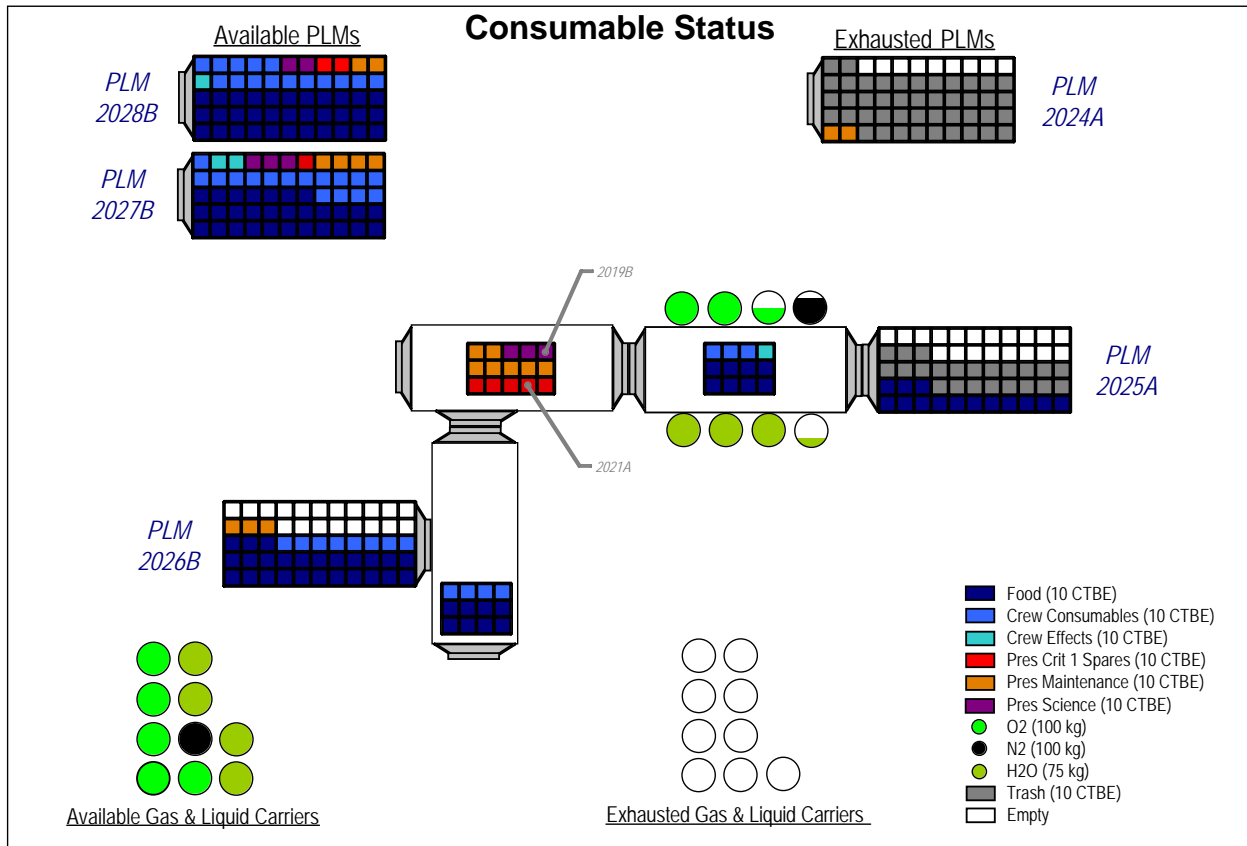 Consumable Status
Available PLMs
Exhausted PLMs
PLM
2028B
PLM
2024A
PLM
2027B
2019B
PLM
2025A
2021A
PLM
2026B
Food (10 CTBE)
Crew Consumables (10 CTBE)
Crew Effects (10 CTBE)
Pres Crit 1 Spares (10 CTBE)
Pres Maintenance (10 CTBE)
Pres Science (10 CTBE)
O2 (100 kg)
N2 (100 kg)
H2O (75 kg)
Trash (10 CTBE)
Empty
Available Gas & Liquid Carriers
Exhausted Gas & Liquid Carriers